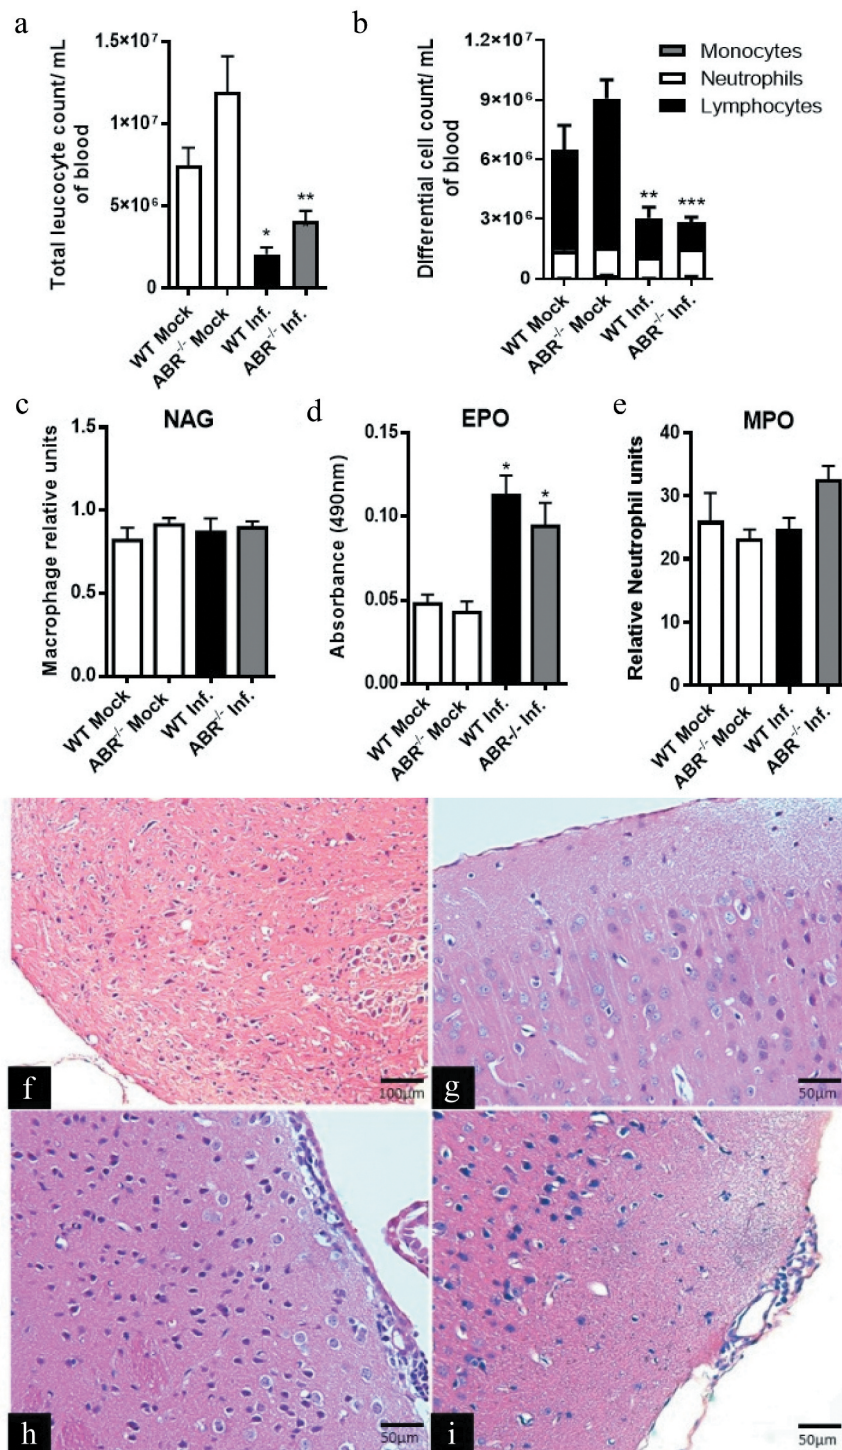 a
Total leucocyte count/ mL
of blood
1.5×10⁷
1×10⁷
5×10⁶
0
*
**
*
WT Mock
ABR⁻/⁻ Mock
WT Inf.
ABR⁻/⁻ Inf.
b
Differential cell count/ mL
of blood
1.2×10⁷
9×10⁶
6×10⁶
3×10⁶
0
**
***
Monocytes
Neutrophils
Lymphocytes
WT Mock
ABR⁻/⁻ Mock
WT Inf.
ABR⁻/⁻ Inf.
c
NAG
Macrophage relative units
1.5
1.0
0.5
0.0
WT Mock
ABR⁻/⁻ Mock
WT Inf.
ABR⁻/⁻ Inf.
d
EPO
Absorbance (490nm)
0.15
0.10
0.05
0.00
*
*
WT Mock
ABR⁻/⁻ Mock
WT Inf.
ABR-/- Inf.
e
MPO
Relative Neutrophil units
40
30
20
10
0
WT Mock
ABR⁻/⁻ Mock
WT Inf.
ABR⁻/⁻ Inf.
f
100µm
g
50µm
h
50µm
i
50µm